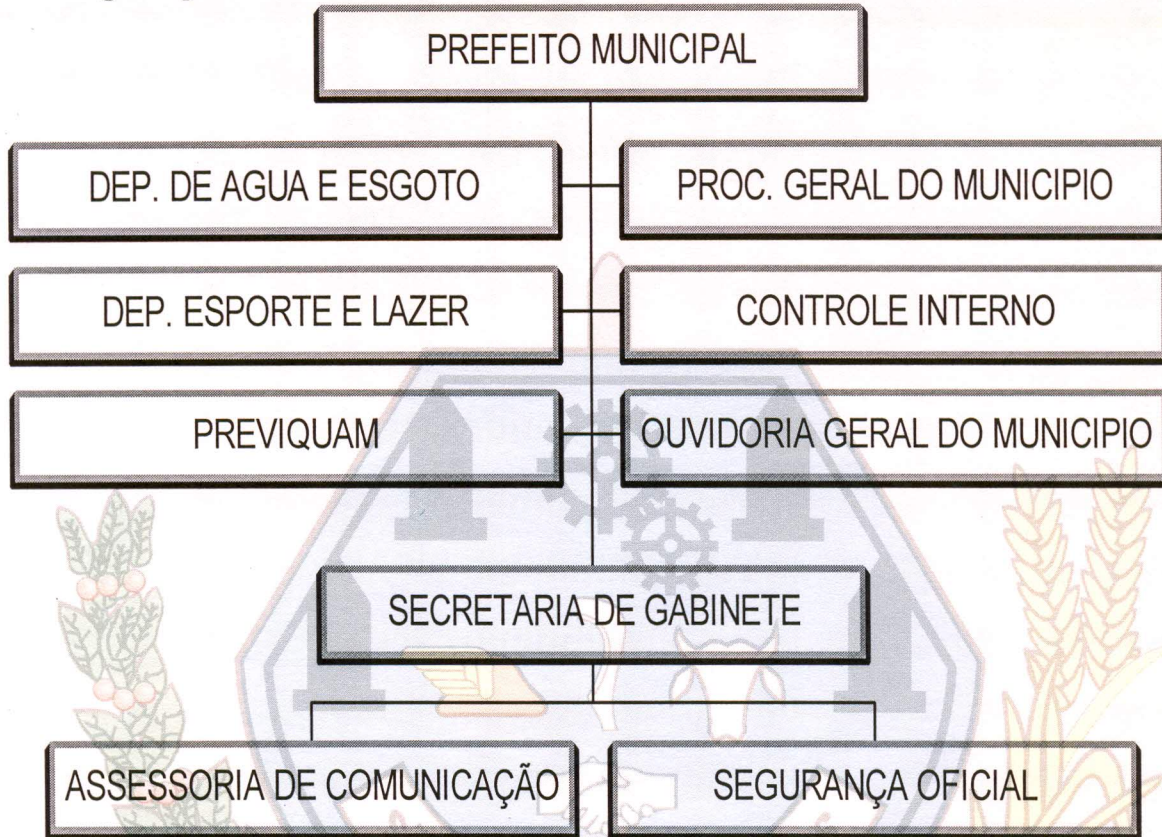 PREFEITO MUNICIPAL
DEP. DE AGUA E ESGOTO
PROC. GERAL DO MUNICIPIO
DEP. ESPORTE E LAZER
CONTROLE INTERNO
PREVIQUAM
OUVIDORIA GERAL DO MUNICIPIO
SECRETARIA DE GABINETE
ASSESSORIA DE COMUNICAÇÃO
SEGURANÇA OFICIAL